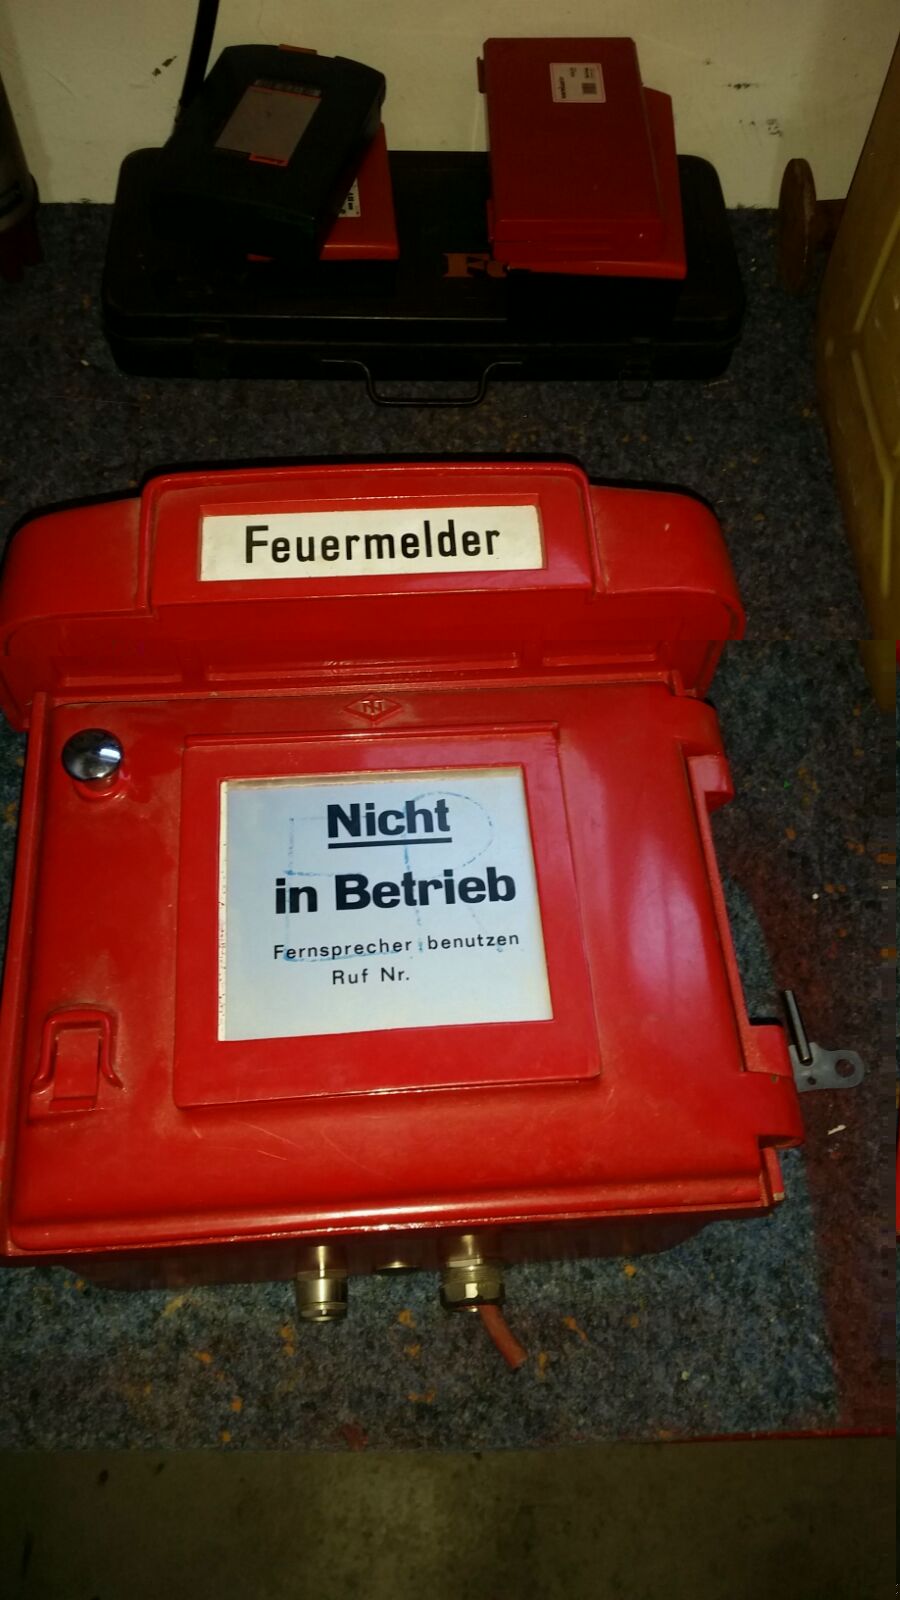 Feuermelder
Nicht
in Betrieb
Fernsprecher benutzen
Ruf Nr.